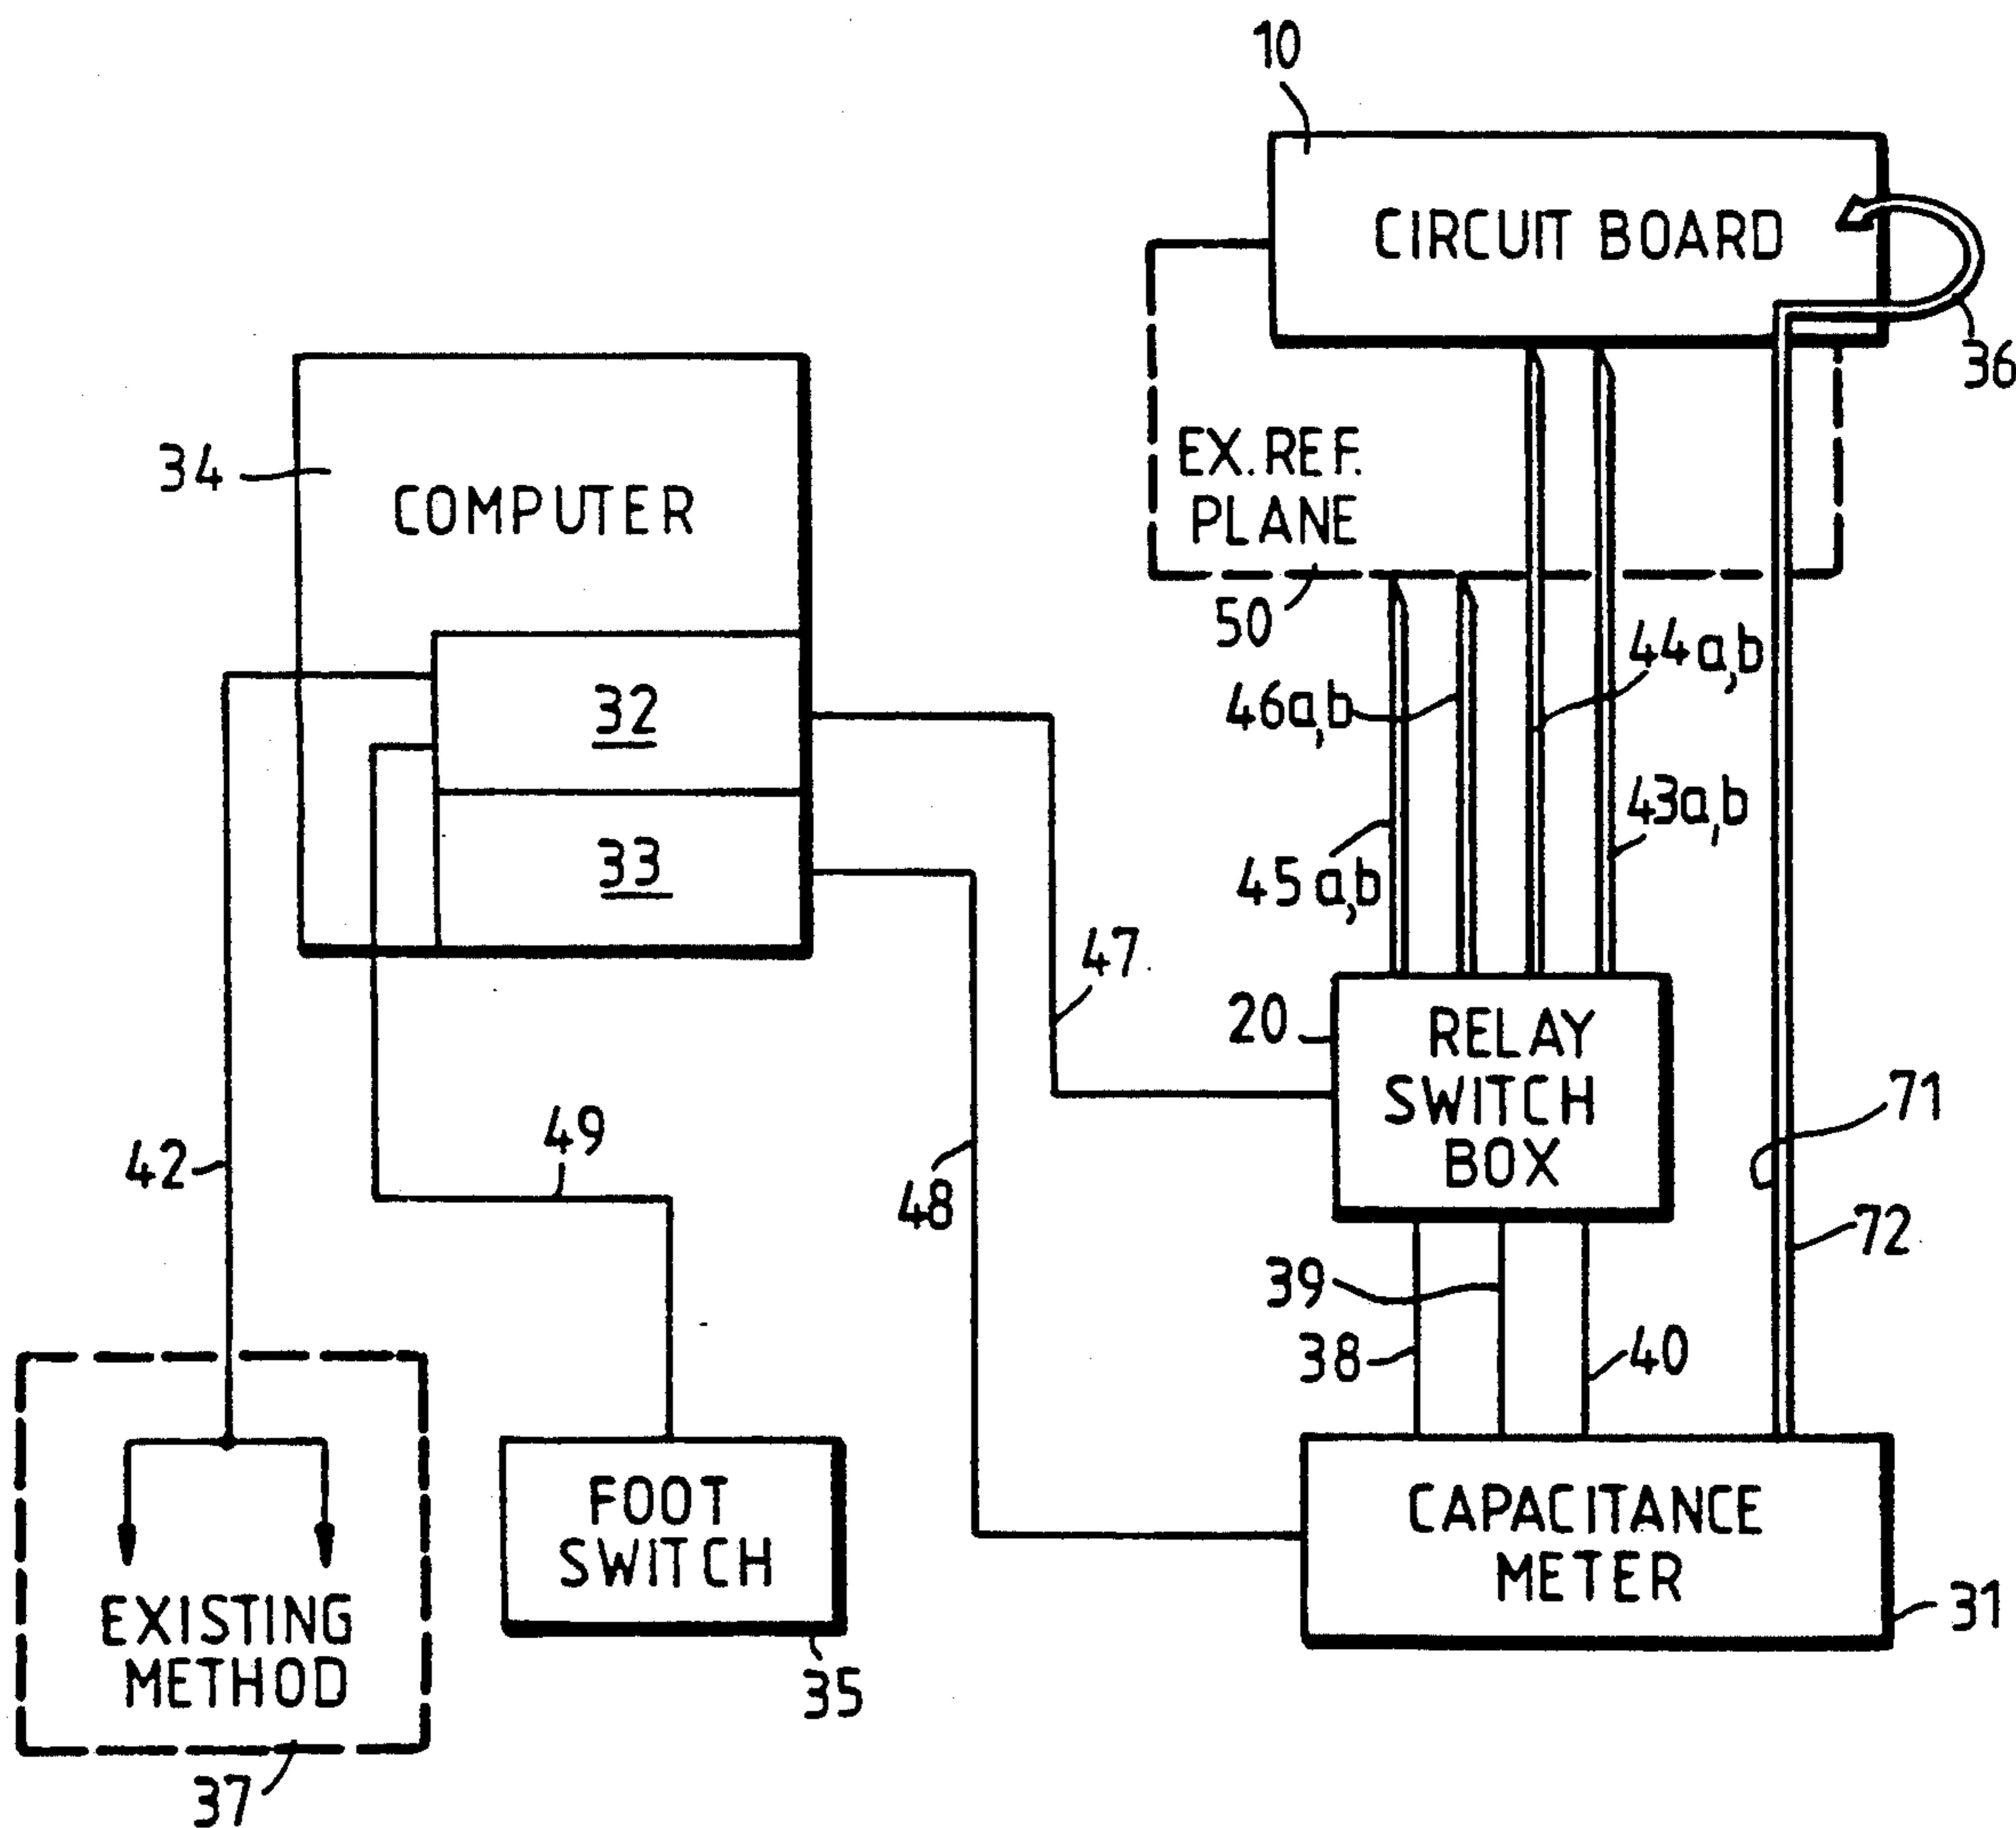 10
CIRCUIT BOARD
36
34
COMPUTER
EX. REF.
PLANE
50
32
33
44a,b
46a,b
43a,b
45a,b
47
20
RELAY
SWITCH
BOX
71
42
49
48
72
39
38
40
FOOT
SWITCH
CAPACITANCE
METER
31
EXISTING
METHOD
35
37